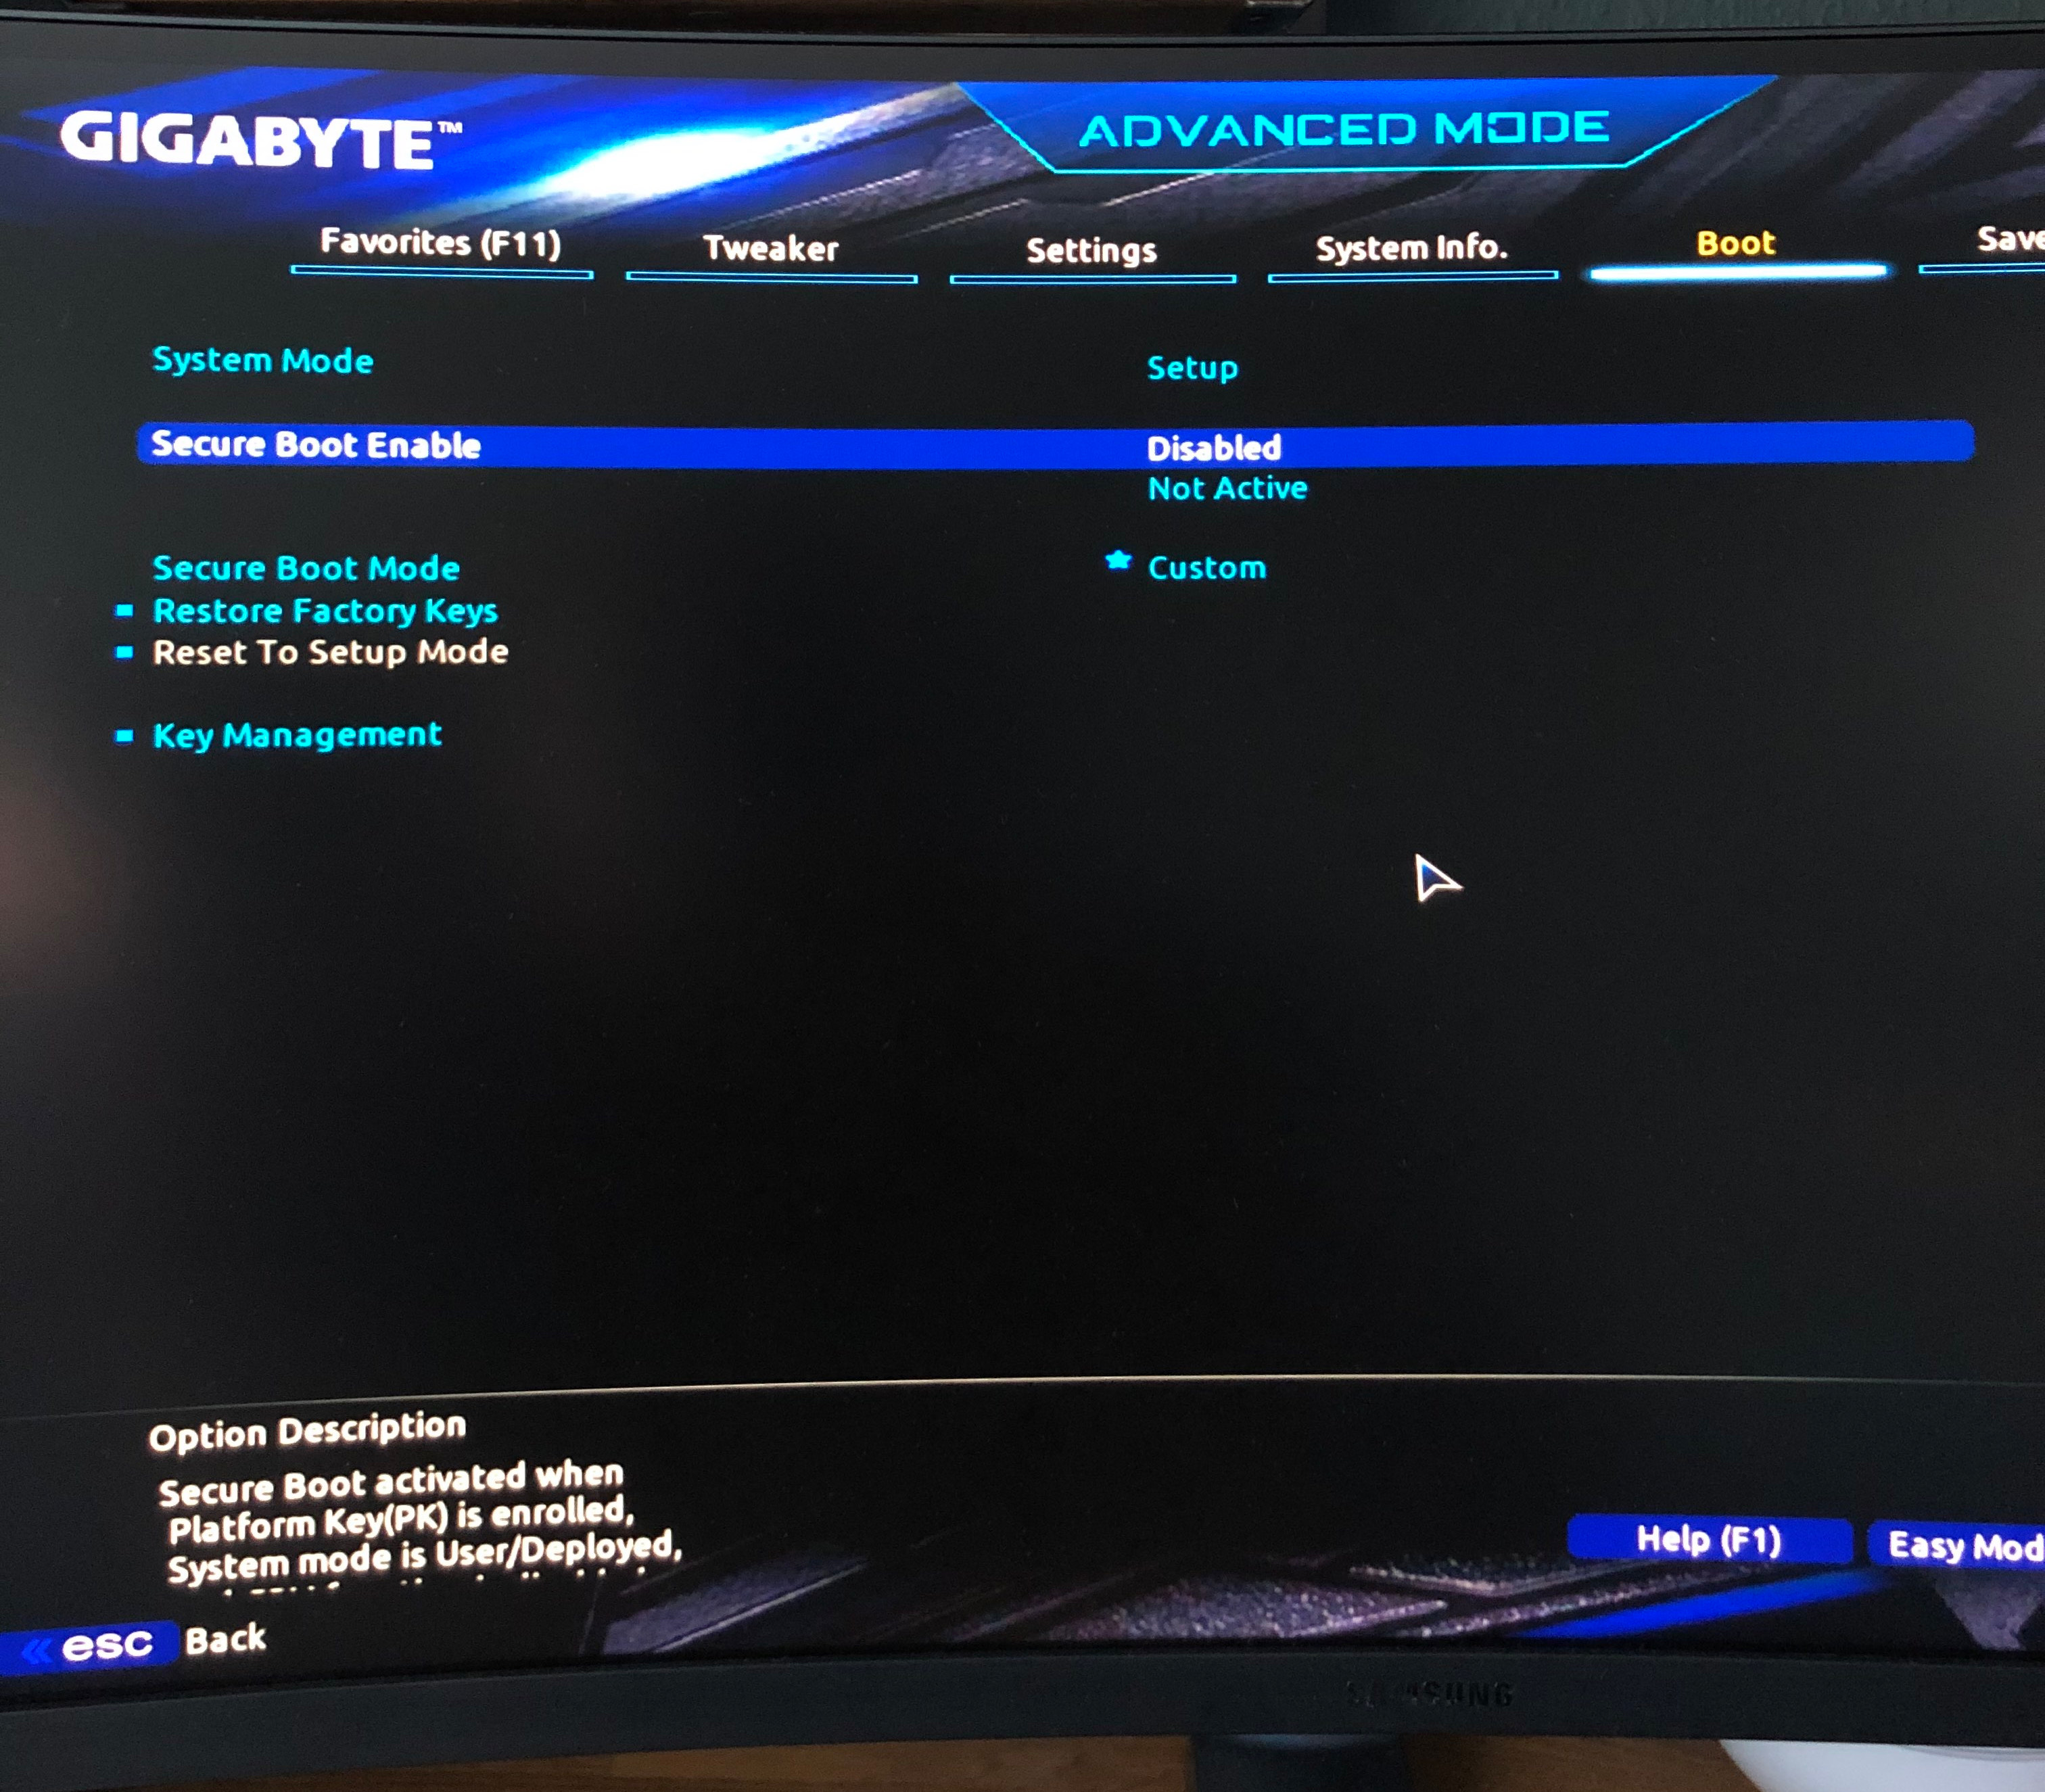 GIGABYTE™
ADVANCED MODE
Favorites (F11) Tweaker Settings System Info. Boot Save
System Mode Setup
Secure Boot Enable Disabled
Not Active
Secure Boot Mode Custom
Restore Factory Keys
Reset To Setup Mode
Key Management
Option Description
Secure Boot activated when
Platform Key(PK) is enrolled,
System mode is User/Deployed,
Help (F1) Easy Mod
esc Back
SAMSUNG